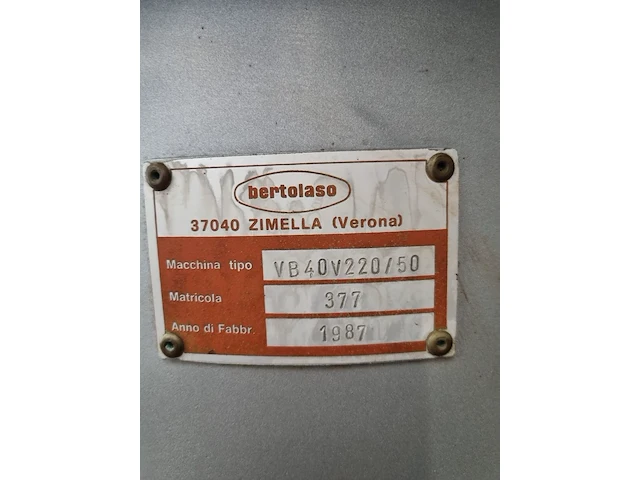 bertolaso
37040 ZIMELLA (Verona)
Macchina tipo VB40V220/50
Matricola 377
Anno di Fabbr. 1987